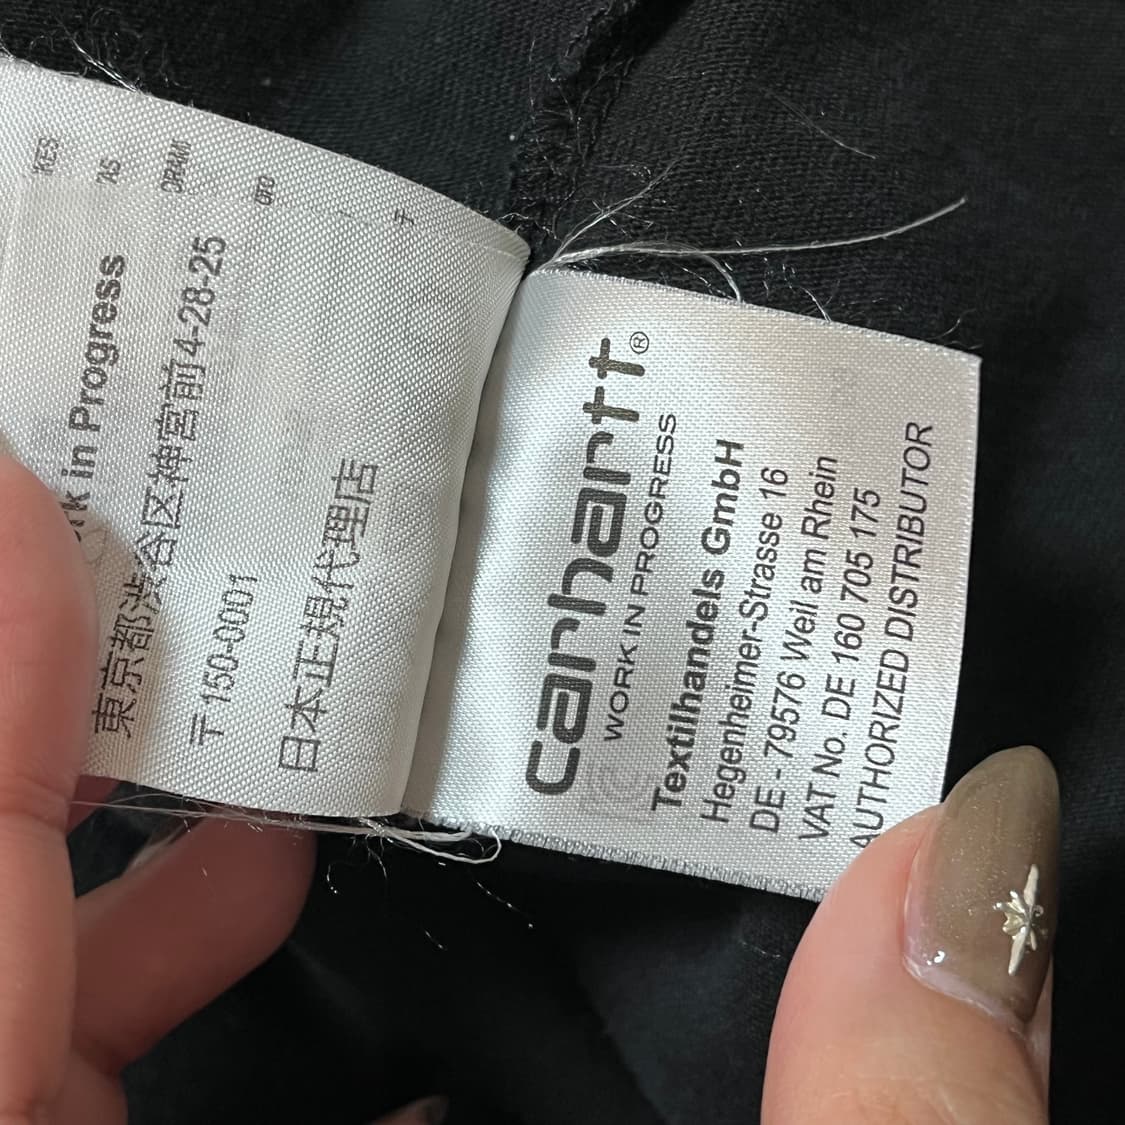 Work in Progress
東京都渋谷区神宮前4-28-25
〒150-0001
日本正規代理店
carhartt®
WORK IN PROGRESS
Textilhandels GmbH
Hegenheimer-Strasse 16
DE - 79576 Weil am Rhein
VAT No. DE 160 705 175
AUTHORIZED DISTRIBUTOR